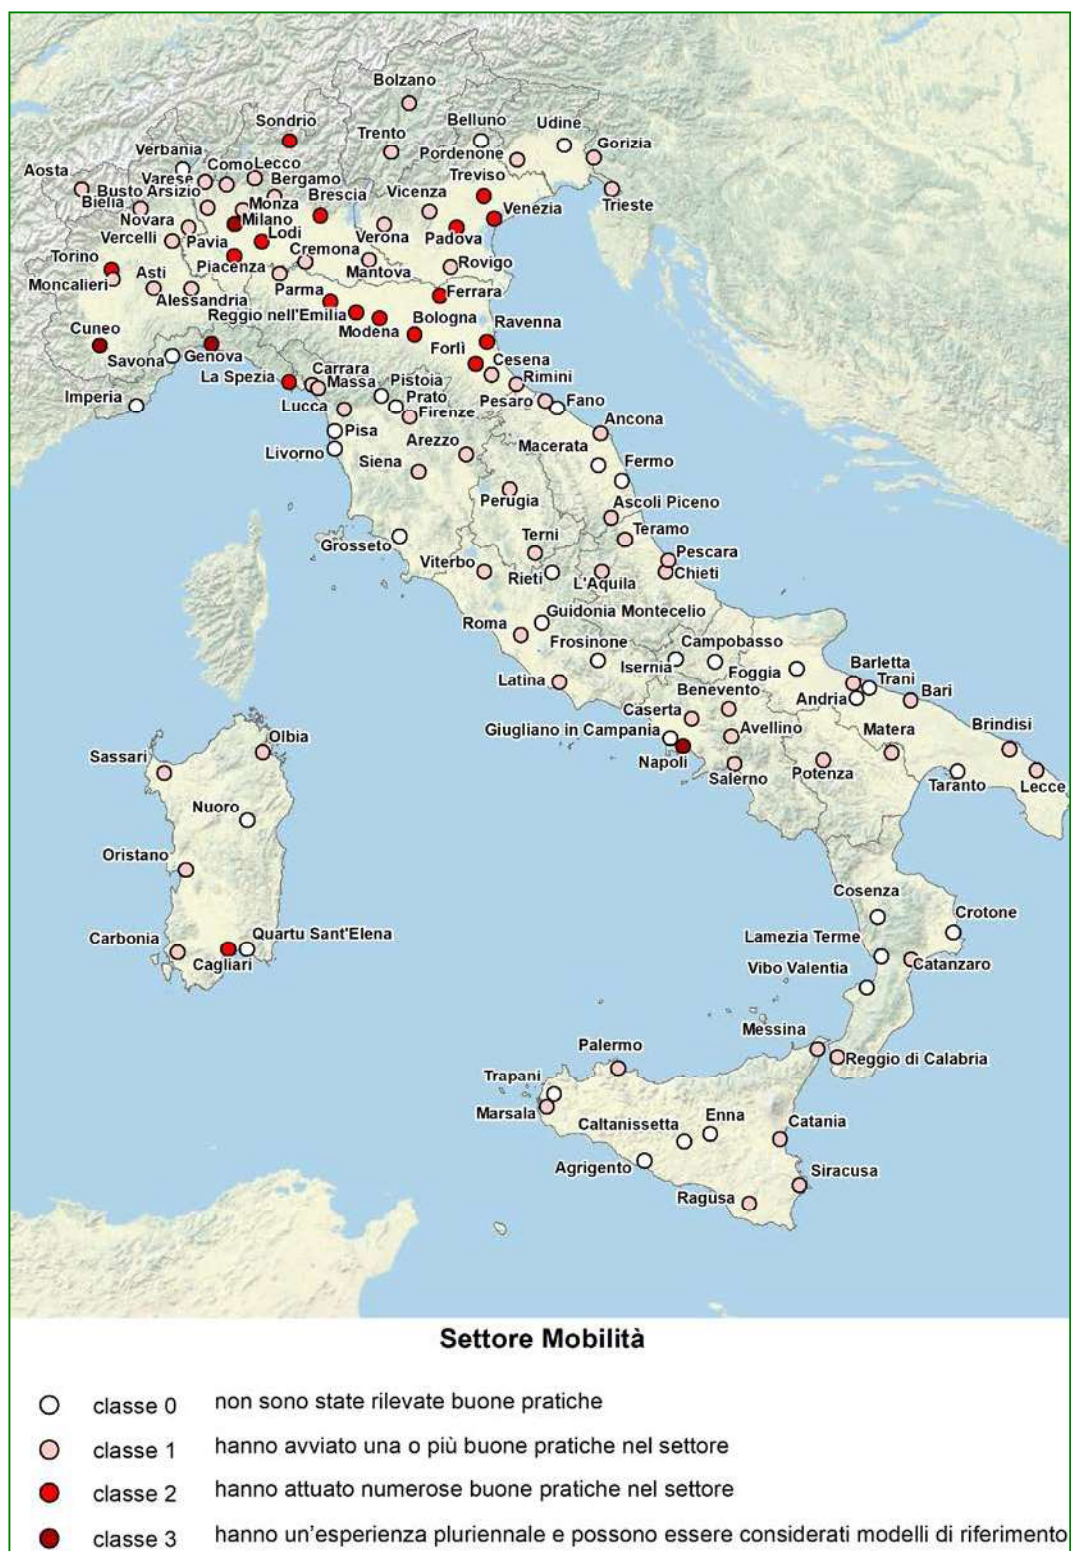 Bolzano
Sondrio
Belluno
Udine
Trento
Verbania
Pordenone
Gorizia
Aosta
Varese
Como
Lecco
Treviso
Busto Arsizio
Bergamo
Vicenza
Bielia
Monza
Brescia
Venezia
Trieste
Novara
Milano
Vercelli
Pavia
Lodi
Verona
Padova
Cremona
Torino
Piacenza
Mantova
Rovigo
Moncalieri
Asti
Parma
Alessandria
Ferrara
Reggio nell'Emilia
Cuneo
Modena
Bologna
Ravenna
Savona
Genova
Forlì
Cesena
La Spezia
Carrara
Massa
Pistoia
Rimini
Imperia
Prato
Pesaro
Fano
Lucca
Firenze
Pisa
Arezzo
Ancona
Livorno
Macerata
Siena
Fermo
Perugia
Ascoli Piceno
Grosseto
Terni
Teramo
Viterbo
Pescara
Rieti
L'Aquila
Chieti
Guidonia Montecelio
Roma
Frosinone
Campobasso
Isernia
Foggia
Barletta
Latina
Trani
Benevento
Andria
Bari
Caserta
Giugliano in Campania
Avellino
Matera
Brindisi
Olbia
Sassari
Napoli
Salerno
Potenza
Taranto
Lecce
Nuoro
Oristano
Cosenza
Crotone
Carbonia
Quartu Sant'Elena
Lamezia Terme
Cagliari
Vibo Valentia
Catanzaro
Messina
Palermo
Reggio di Calabria
Trapani
Marsala
Caltanissetta
Enna
Catania
Agrigento
Siracusa
Ragusa
Settore Mobilità
classe 0 non sono state rilevate buone pratiche
classe 1 hanno avviato una o più buone pratiche nel settore
classe 2 hanno attuato numerose buone pratiche nel settore
classe 3 hanno un'esperienza pluriennale e possono essere considerati modelli di riferimento